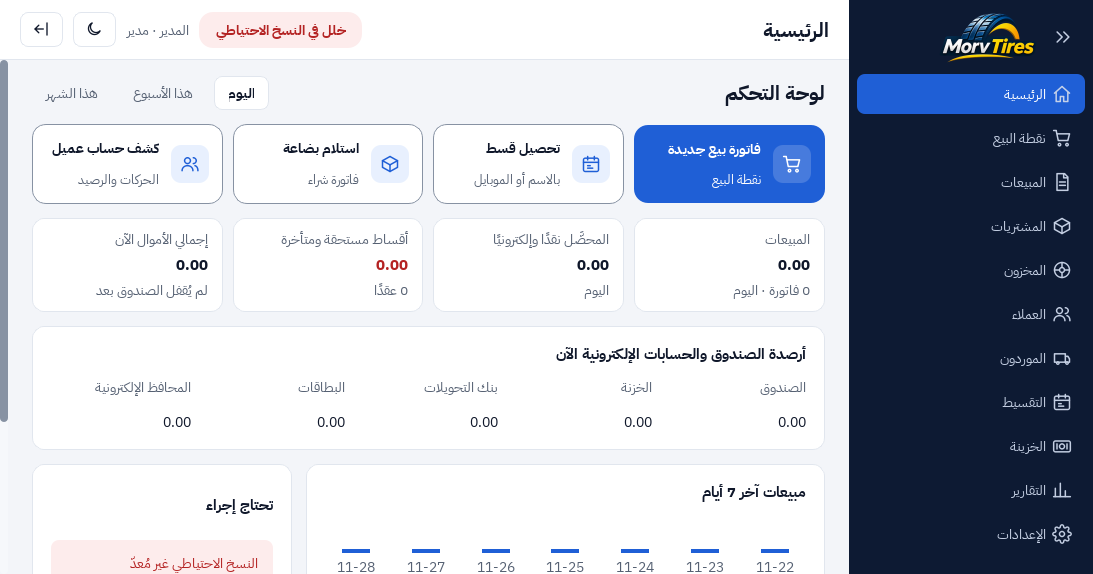 MorvTires
الرئيسية
نقطة البيع
المبيعات
المشتريات
المخزون
العملاء
الموردون
التقسيط
الخزينة
التقارير
الإعدادات
الرئيسية
خلل في النسخ الاحتياطي
المدير · مدير
لوحة التحكم
اليوم
هذا الأسبوع
هذا الشهر
فاتورة بيع جديدة
نقطة البيع
تحصيل قسط
بالاسم أو الموبايل
استلام بضاعة
فاتورة شراء
كشف حساب عميل
الحركات والرصيد
المبيعات
0.00
0 فاتورة · اليوم
المحصَّل نقدًا وإلكترونيًا
0.00
اليوم
أقساط مستحقة ومتأخرة
0.00
0 عقدًا
إجمالي الأموال الآن
0.00
لم يُقفل الصندوق بعد
أرصدة الصندوق والحسابات الإلكترونية الآن
الصندوق
0.00
الخزنة
0.00
بنك التحويلات
0.00
البطاقات
0.00
المحافظ الإلكترونية
0.00
مبيعات آخر 7 أيام
11-22
11-23
11-24
11-25
11-26
11-27
11-28
تحتاج إجراء
النسخ الاحتياطي غير مُعدّ